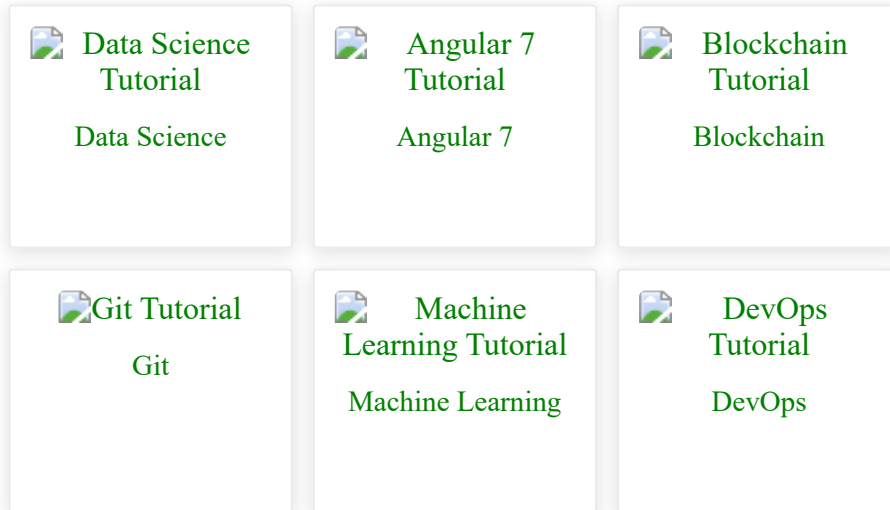 Data Science
Tutorial
Data Science
Angular 7
Tutorial
Angular 7
Blockchain
Tutorial
Blockchain
Git Tutorial
Git
Machine
Learning Tutorial
Machine Learning
DevOps
Tutorial
DevOps